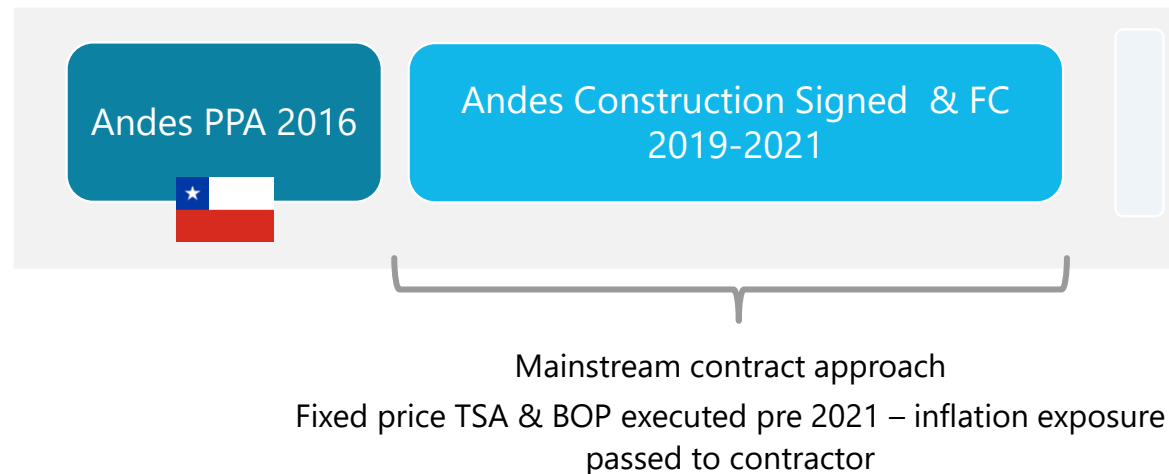 Andes PPA 2016
Andes Construction Signed & FC
2019-2021
Mainstream contract approach
Fixed price TSA & BOP executed pre 2021 – inflation exposure
passed to contractor